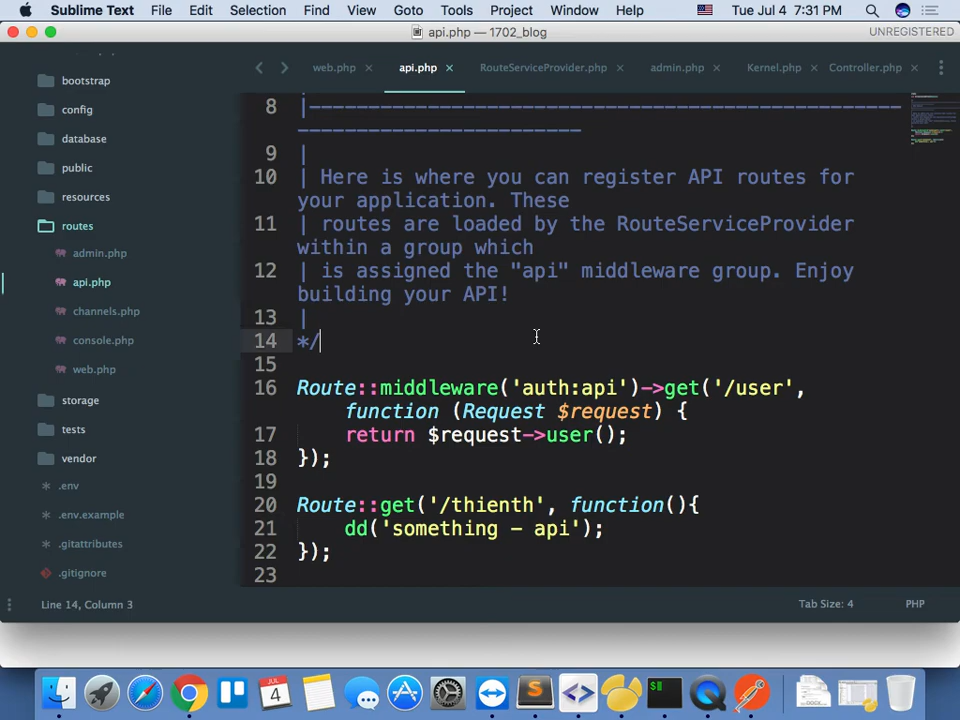 Sublime Text File Edit Selection Find View Goto Tools Project Window Help Tue Jul 4 7:31 PM
api.php — 1702_blog UNREGISTERED
web.php × api.php × RouteServiceProvider.php × admin.php × Kernel.php × Controller.php ×
bootstrap
config
database
public
resources
routes
admin.php
api.php
channels.php
console.php
web.php
storage
tests
vendor
.env
.env.example
.gitattributes
.gitignore
8 |--------------------------------------------------
------------------------
9 |
10 | Here is where you can register API routes for
your application. These
11 | routes are loaded by the RouteServiceProvider
within a group which
12 | is assigned the "api" middleware group. Enjoy
building your API!
13 |
14 */
15
16 Route::middleware('auth:api')->get('/user',
function (Request $request) {
17 return $request->user();
18 });
19
20 Route::get('/thienth', function(){
21 dd('something - api');
22 });
23
Line 14, Column 3 Tab Size: 4 PHP
JUL
4